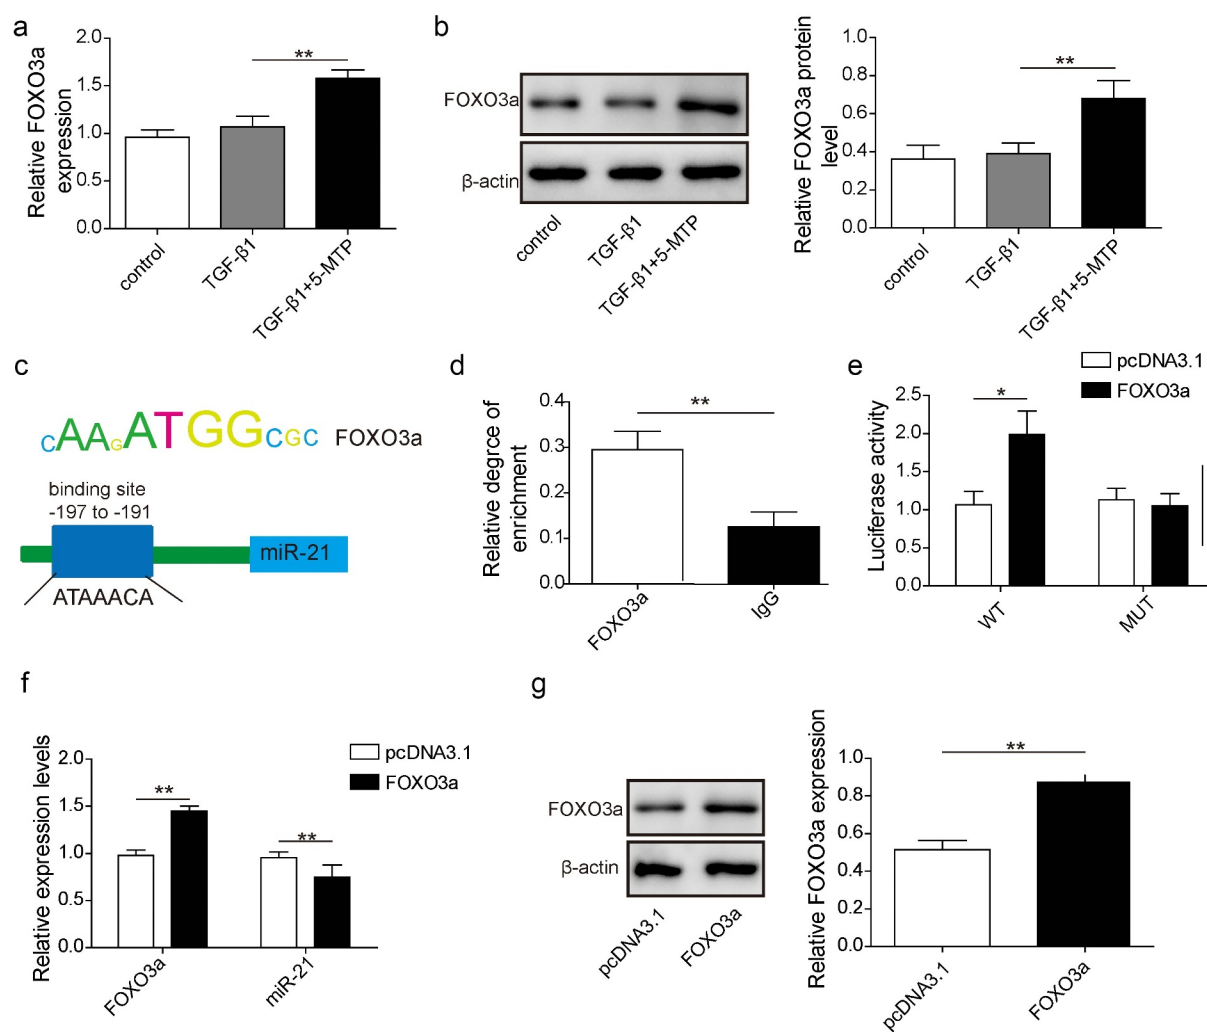 a
Relative FOXO3a
expression
2.0
1.5
1.0
0.5
0.0
**
control
TGF-β1
TGF-β1+5-MTP
b
FOXO3a
β-actin
control
TGF-β1
TGF-β1+5-MTP
Relative FOXO3a protein
level
1.0
0.8
0.6
0.4
0.2
0.0
**
control
TGF-β1
TGF-β1+5-MTP
c
CAAGATGGCGC FOXO3a
binding site
-197 to -191
miR-21
ATAAACA
d
Relative degree of
enrichment
0.4
0.3
0.2
0.1
0.0
**
FOXO3a
IgG
e
pcDNA3.1
FOXO3a
Luciferase activity
2.5
2.0
1.5
1.0
0.5
0.0
*
WT
MUT
f
pcDNA3.1
FOXO3a
Relative expression levels
2.0
1.5
1.0
0.5
0.0
**
**
FOXO3a
miR-21
g
FOXO3a
β-actin
pcDNA3.1
FOXO3a
Relative FOXO3a expression
1.0
0.8
0.6
0.4
0.2
0.0
**
pcDNA3.1
FOXO3a